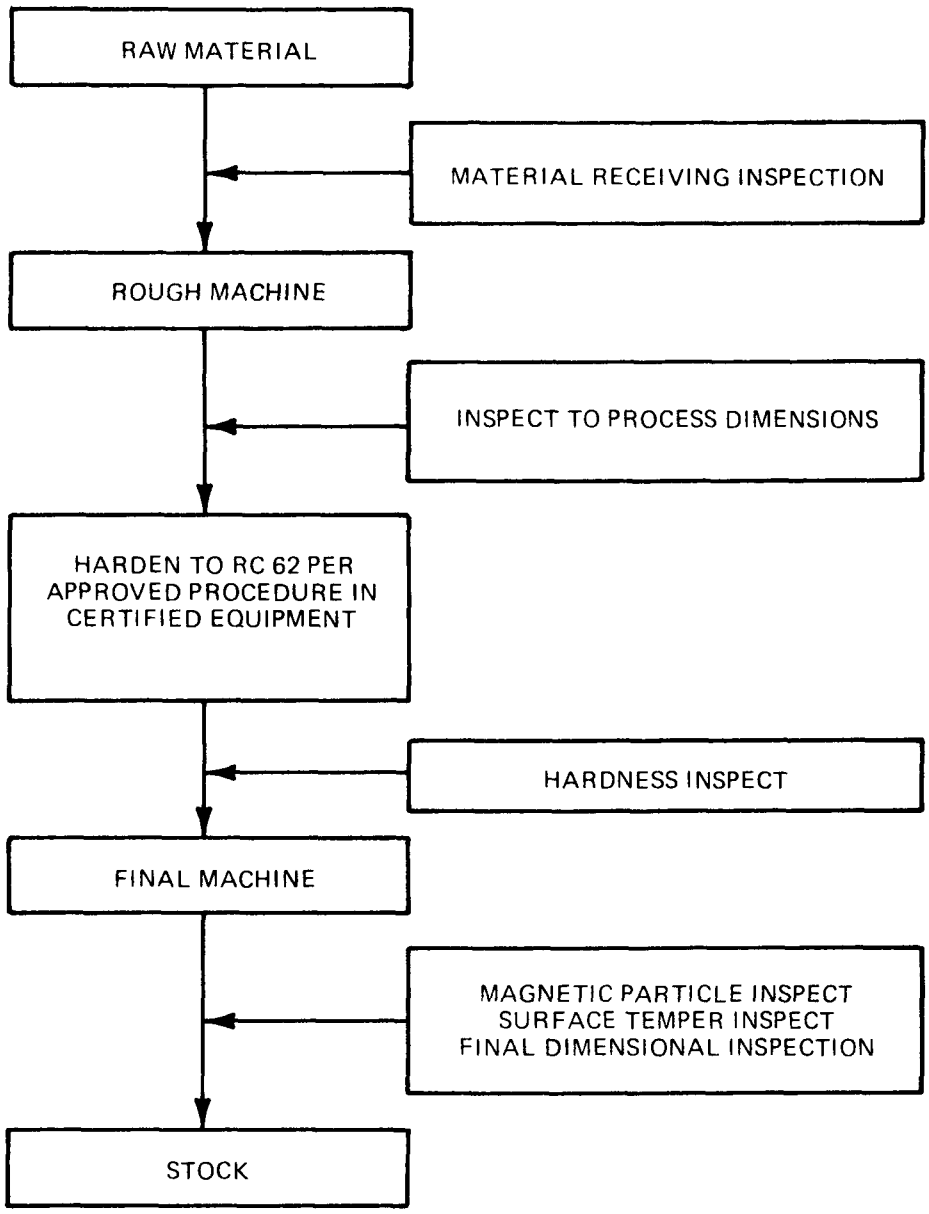 RAW MATERIAL
MATERIAL RECEIVING INSPECTION
ROUGH MACHINE
INSPECT TO PROCESS DIMENSIONS
HARDEN TO RC 62 PER
APPROVED PROCEDURE IN
CERTIFIED EQUIPMENT
HARDNESS INSPECT
FINAL MACHINE
MAGNETIC PARTICLE INSPECT
SURFACE TEMPER INSPECT
FINAL DIMENSIONAL INSPECTION
STOCK